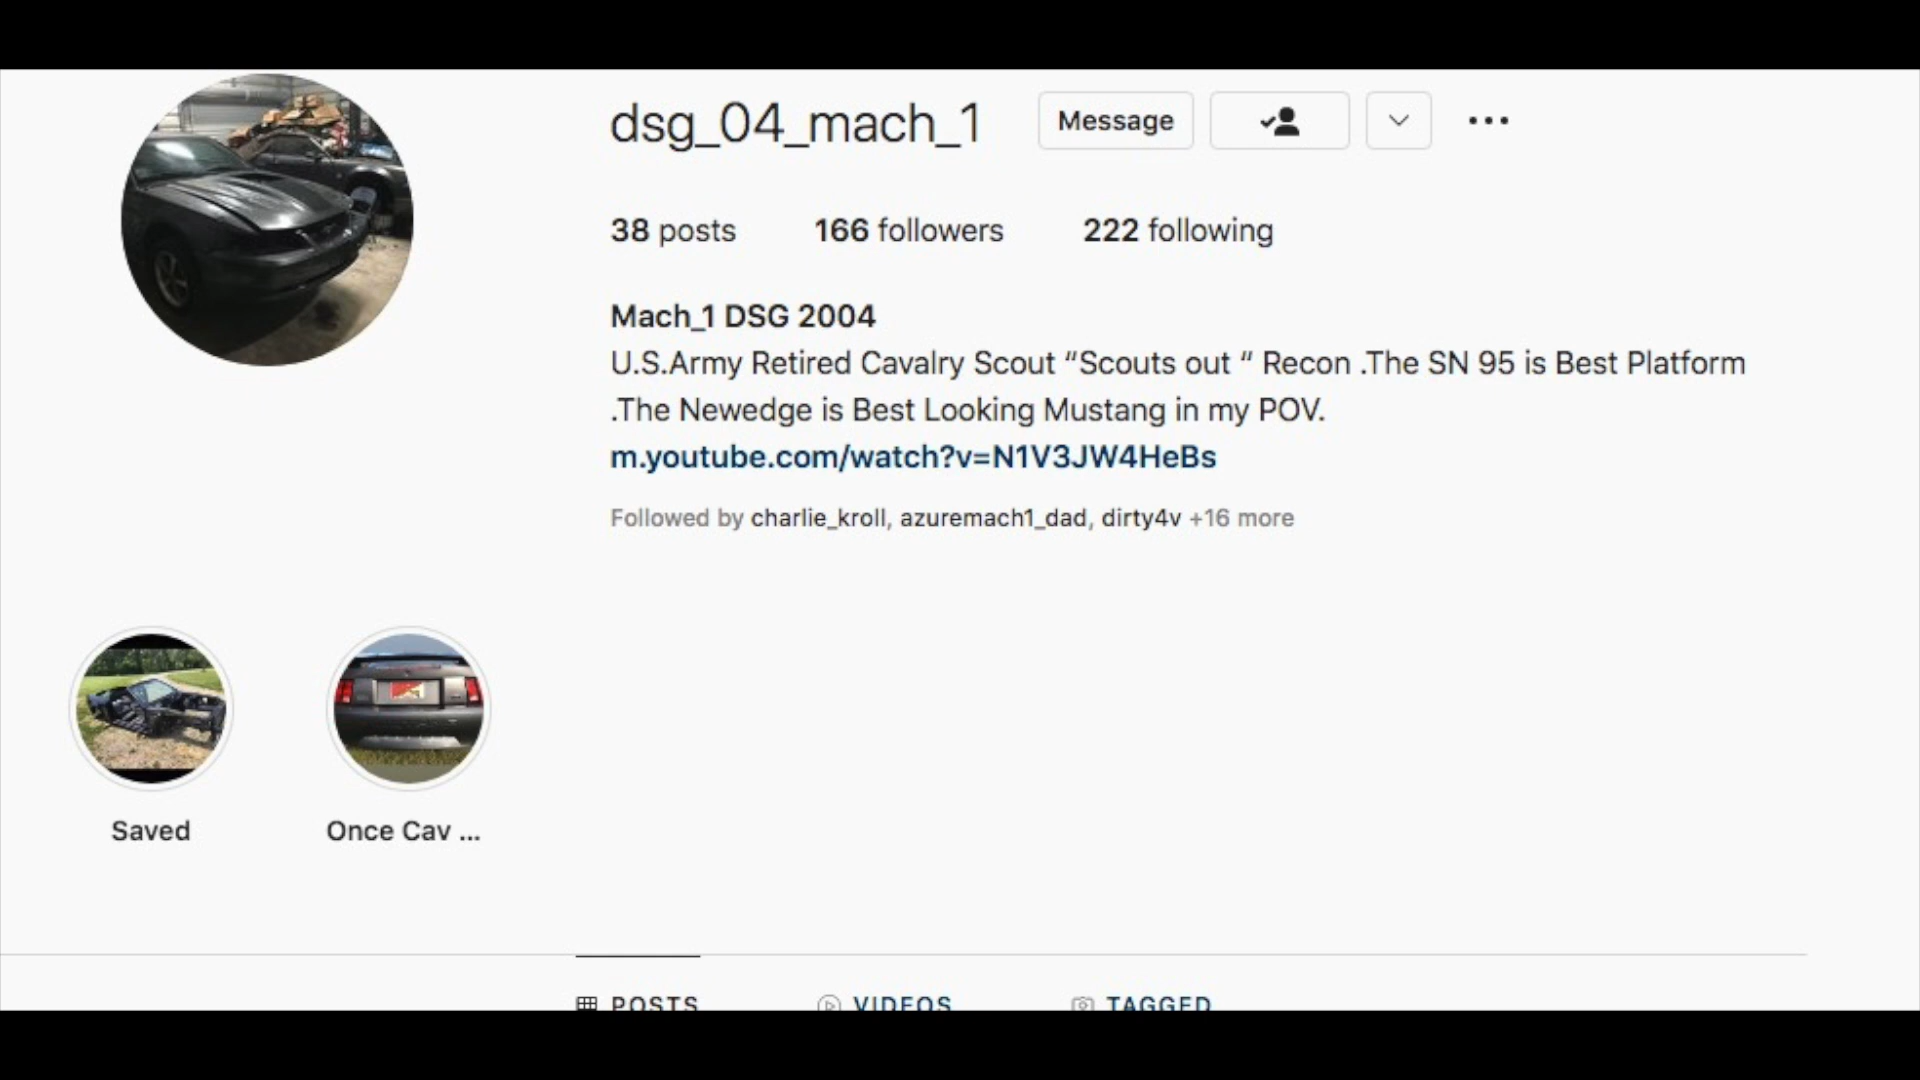 dsg_04_mach_1
Message
38 posts
166 followers
222 following
Mach_1 DSG 2004
U.S.Army Retired Cavalry Scout “Scouts out “ Recon .The SN 95 is Best Platform
.The Newedge is Best Looking Mustang in my POV.
m.youtube.com/watch?v=N1V3JW4HeBs
Followed by charlie_kroll, azuremach1_dad, dirty4v +16 more
Saved
Once Cav ...
POSTS
VIDEOS
TAGGED